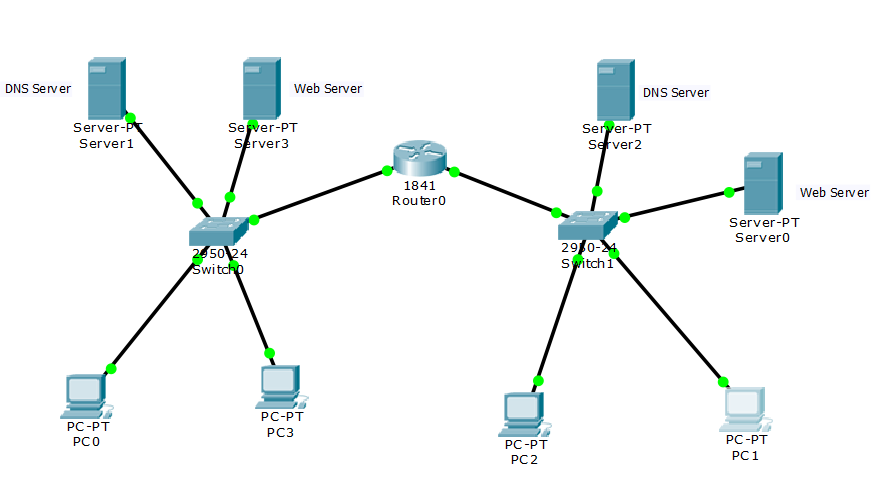 DNS Server
Server-PT
Server1
Web Server
Server-PT
Server3
1841
Router0
DNS Server
Server-PT
Server2
Web Server
Server-PT
Server0
2950-24
Switch0
2950-24
Switch1
PC-PT
PC0
PC-PT
PC3
PC-PT
PC2
PC-PT
PC1